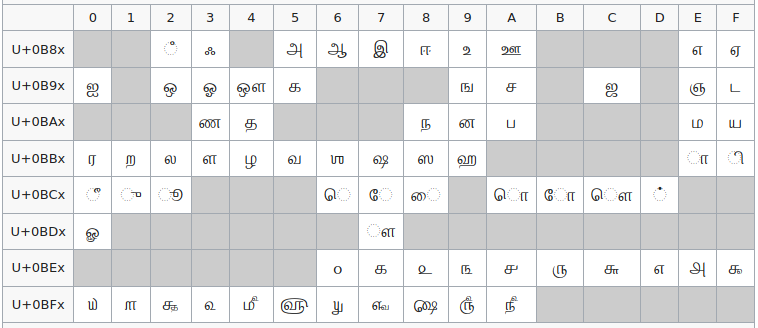 0 1 2 3 4 5 6 7 8 9 A B C D E F
U+0B8x ஂ ஃ அ ஆ இ ஈ உ ஊ எ ஏ
U+0B9x ஐ ஒ ஓ ஔ க ங ச ஜ ஞ ட
U+0BAx ண த ந ன ப ம ய
U+0BBx ர ற ல ள ழ வ ஶ ஷ ஸ ஹ ா ி
U+0BCx ீ ு ூ ெ ே ை ொ ோ ௌ ்
U+0BDx ௐ ௗ
U+0BEx ௦ ௧ ௨ ௩ ௪ ௫ ௬ ௭ ௮ ௯
U+0BFx ௰ ௱ ௲ ௳ ௴ ௵ ௶ ௷ ௸ ௹ ௺